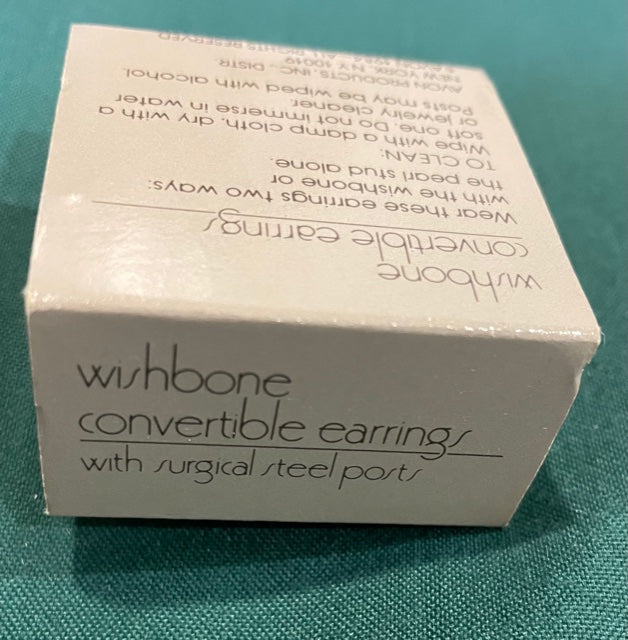 wishbone
convertible earrings
with surgical steel posts
wishbone
convertible earrings
Wear these earrings two ways:
with the wishbone or
the pearl stud alone.
TO CLEAN:
Wipe with a damp cloth, dry with a
soft one. Do not immerse in water
or jewelry cleaner.
Posts may be wiped with alcohol.
AVON PRODUCTS, INC - DISTR.
NEW YORK, NY 10019
ALL RIGHTS RESERVED